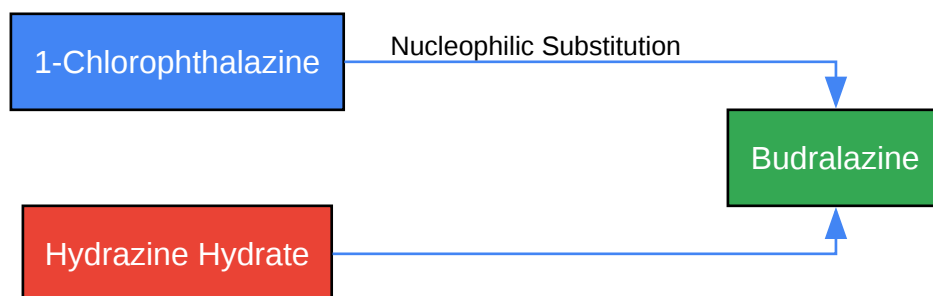 1-Chlorophthalazine
Nucleophilic Substitution
Budralazine
Hydrazine Hydrate